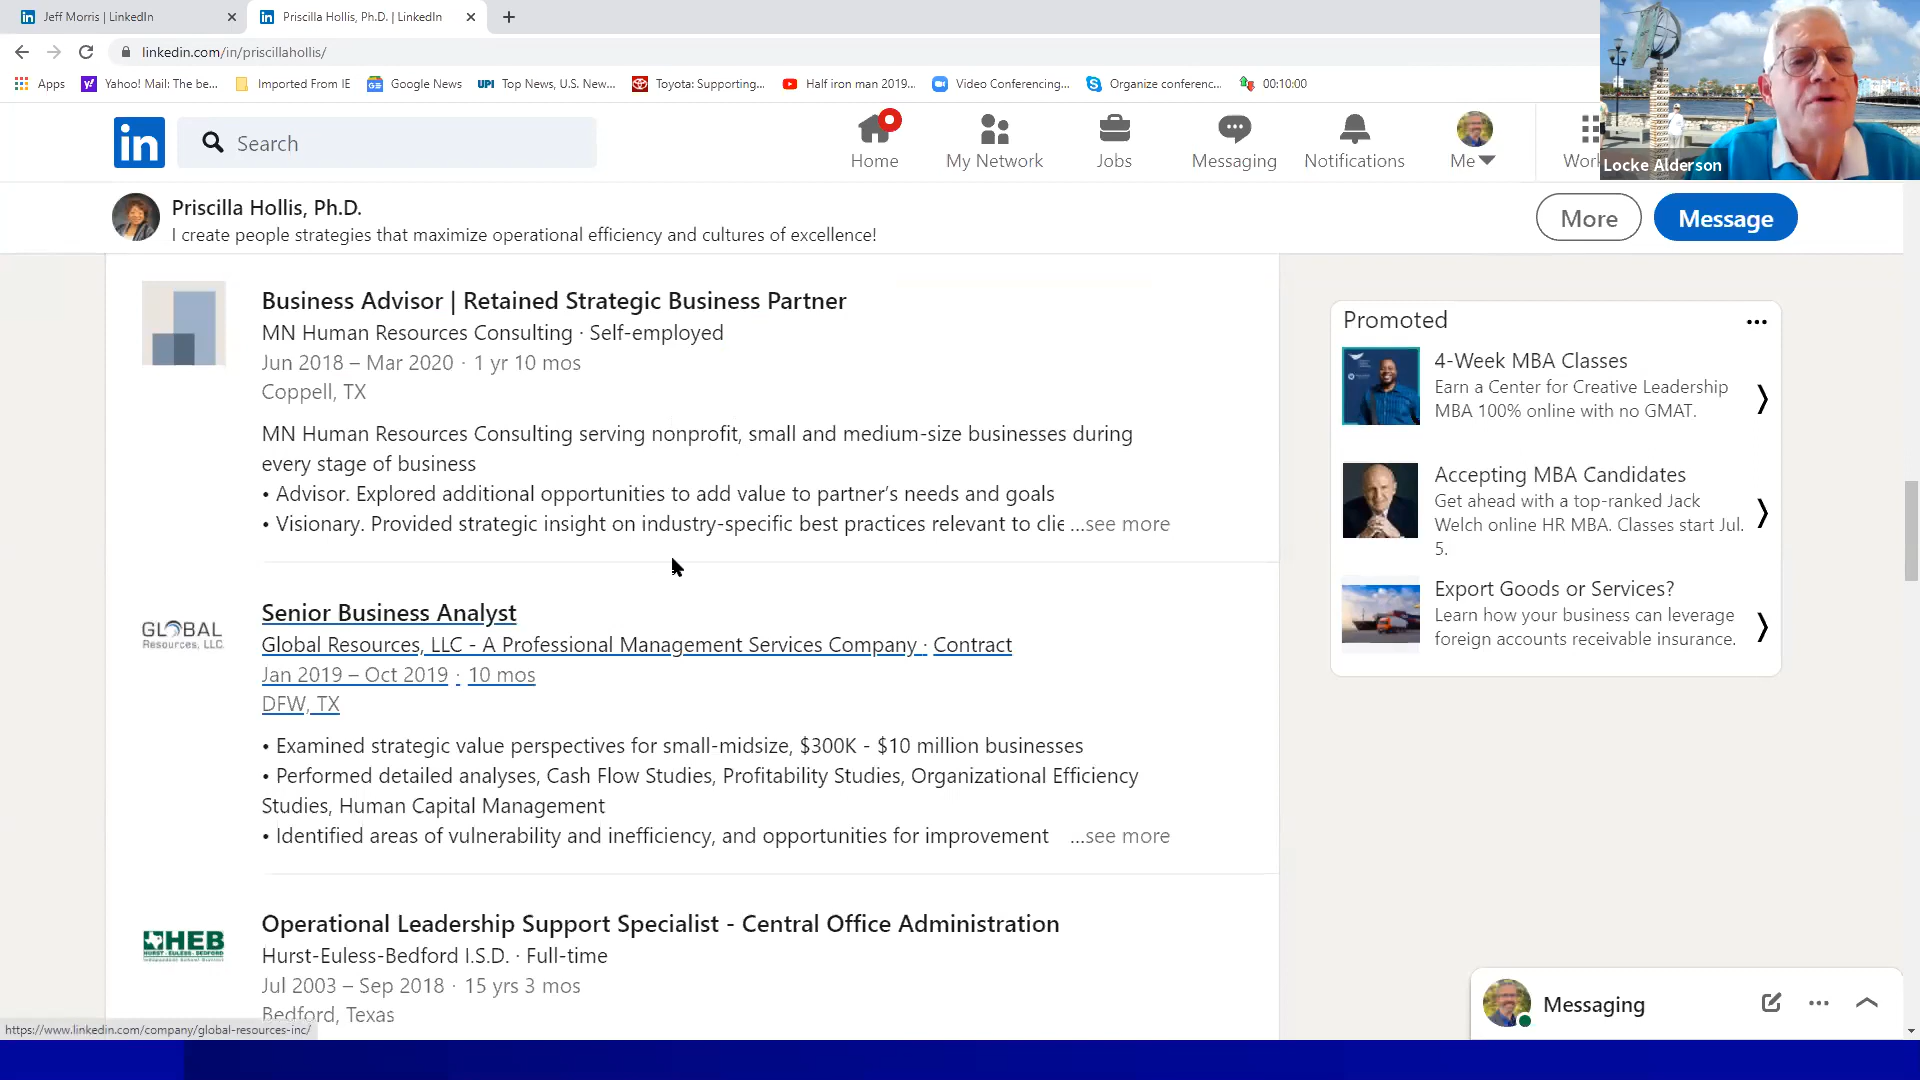 Jeff Morris | LinkedIn
Priscilla Hollis, Ph.D. | LinkedIn
linkedin.com/in/priscillahollis/
Apps
Yahoo! Mail: The be...
Imported From IE
Google News
UPI Top News, U.S. New...
Toyota: Supporting...
Half iron man 2019...
Video Conferencing...
Organize conferenc...
00:10:00
in
Search
Home
My Network
Jobs
Messaging
Notifications
Me
Locke Alderson
Priscilla Hollis, Ph.D.
I create people strategies that maximize operational efficiency and cultures of excellence!
More
Message
Business Advisor | Retained Strategic Business Partner
MN Human Resources Consulting · Self-employed
Jun 2018 – Mar 2020 · 1 yr 10 mos
Coppell, TX
MN Human Resources Consulting serving nonprofit, small and medium-size businesses during
every stage of business
• Advisor. Explored additional opportunities to add value to partner’s needs and goals
• Visionary. Provided strategic insight on industry-specific best practices relevant to clie ...see more
GLOBAL
Resources, LLC
Senior Business Analyst
Global Resources, LLC - A Professional Management Services Company · Contract
Jan 2019 – Oct 2019 · 10 mos
DFW, TX
• Examined strategic value perspectives for small-midsize, $300K - $10 million businesses
• Performed detailed analyses, Cash Flow Studies, Profitability Studies, Organizational Efficiency
Studies, Human Capital Management
• Identified areas of vulnerability and inefficiency, and opportunities for improvement ...see more
HEB
HURST-EULESS-BEDFORD
Operational Leadership Support Specialist - Central Office Administration
Hurst-Euless-Bedford I.S.D. · Full-time
Jul 2003 – Sep 2018 · 15 yrs 3 mos
Bedford, Texas
Promoted
4-Week MBA Classes
Earn a Center for Creative Leadership
MBA 100% online with no GMAT.
Accepting MBA Candidates
Get ahead with a top-ranked Jack
Welch online HR MBA. Classes start Jul.
5.
Export Goods or Services?
Learn how your business can leverage
foreign accounts receivable insurance.
Messaging
https://www.linkedin.com/company/global-resources-inc/